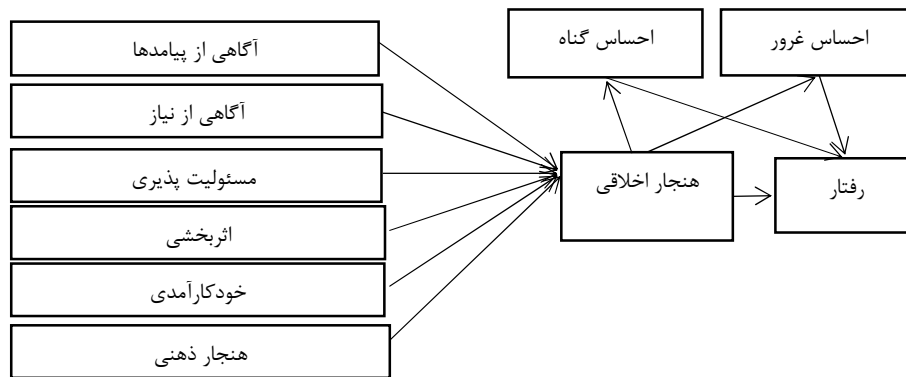 احساس غرور
احساس گناه
آگاهی از پیامدها
آگاهی از نیاز
مسئولیت پذیری
اثربخشی
خودکارآمدی
هنجار ذهنی
هنجار اخلاقی
رفتار